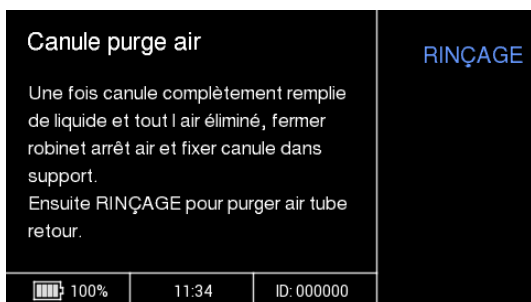 Canule purge air
RINÇAGE
Une fois canule complètement remplie
de liquide et tout l air éliminé, fermer
robinet arrêt air et fixer canule dans
support.
Ensuite RINÇAGE pour purger air tube
retour.
100%
11:34
ID: 000000